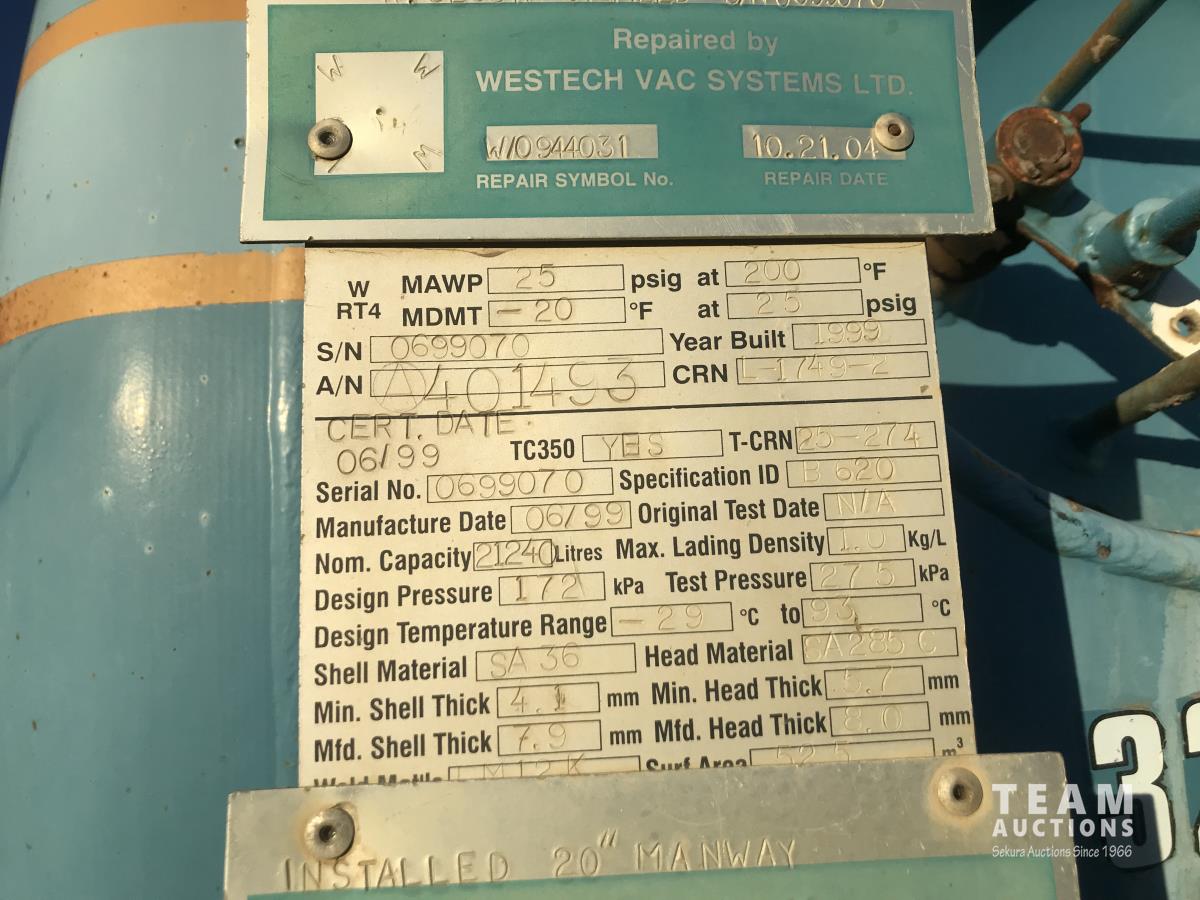 Repaired by
WESTECH VAC SYSTEMS LTD.
W/0944031 10.21.04
REPAIR SYMBOL No. REPAIR DATE
W MAWP 25 psig at 200 °F
RT4 MDMT -20 °F at 25 psig
S/N 0699070 Year Built 1999
A/N A401493 CRN L-1749-2
CERT. DATE.
06/99 TC350 YES T-CRN 25-274
Serial No. 0699070 Specification ID B 620
Manufacture Date 06/99 Original Test Date N/A
Nom. Capacity 21240 Litres Max. Lading Density 1.0 Kg/L
Design Pressure 172 kPa Test Pressure 275 kPa
Design Temperature Range -29 °C to 93 °C
Shell Material SA 36 Head Material SA285 C
Min. Shell Thick 4.1 mm Min. Head Thick 5.7 mm
Mfd. Shell Thick 7.9 mm Mfd. Head Thick 8.0 mm
Surf Area 52.5 m³
INSTALLED 20" MANWAY
32
TEAM
AUCTIONS
Sekura Auctions Since 1966